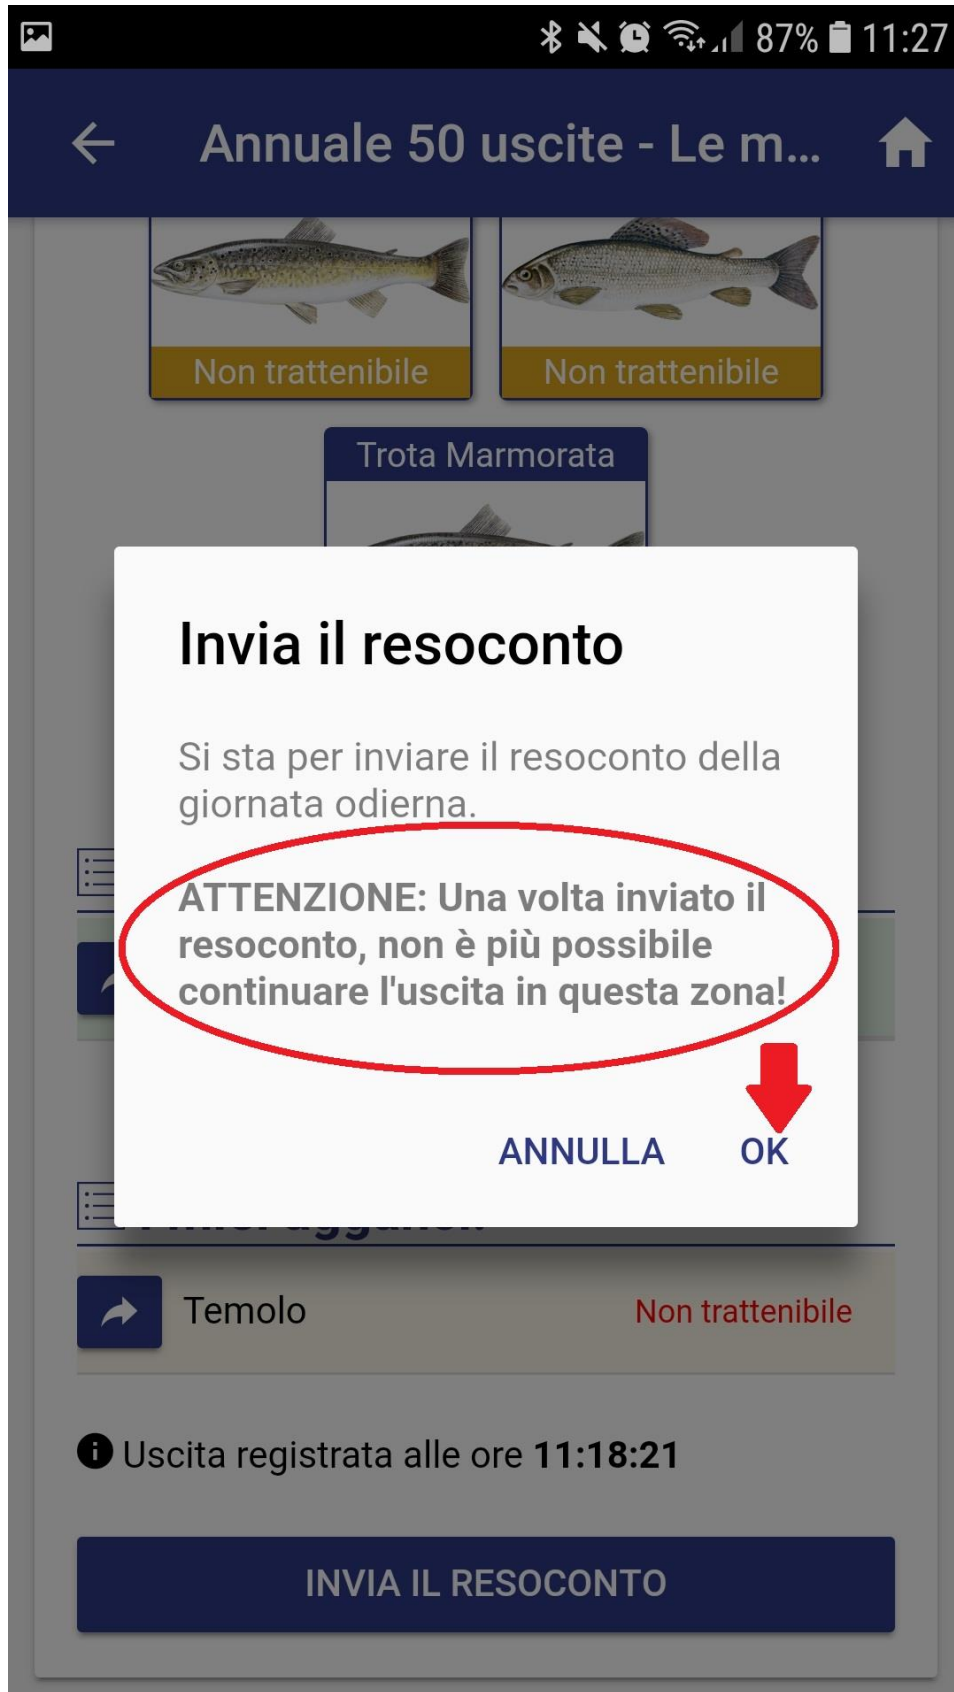 87% 11:27
Annuale 50 uscite - Le m...
Non trattenibile
Non trattenibile
Trota Marmorata
Invia il resoconto
Si sta per inviare il resoconto della
giornata odierna.
ATTENZIONE: Una volta inviato il
resoconto, non è più possibile
continuare l'uscita in questa zona!
ANNULLA OK
Temolo Non trattenibile
Uscita registrata alle ore 11:18:21
INVIA IL RESOCONTO